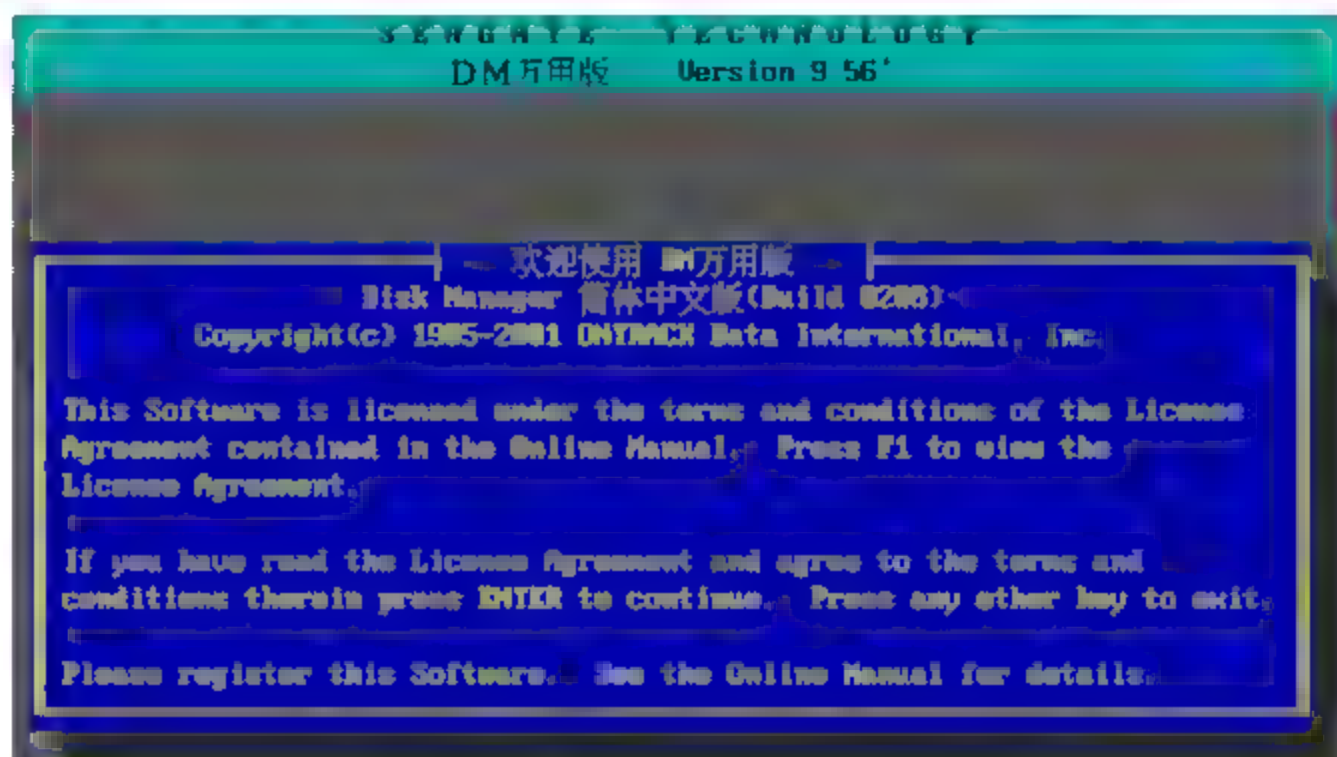 SEAGATE TECHNOLOGY
DM万用版 Version 9 56'
欢迎使用 DM万用版
Disk Manager 简体中文版(Build 0208)
Copyright(c) 1985-2001 ONTRACK Data International, Inc.
This Software is licensed under the terms and conditions of the License
Agreement contained in the Online Manual. Press F1 to view the
License Agreement.
If you have read the License Agreement and agree to the terms and
conditions therein press ENTER to continue. Press any other key to exit.
Please register this Software. See the Online Manual for details.